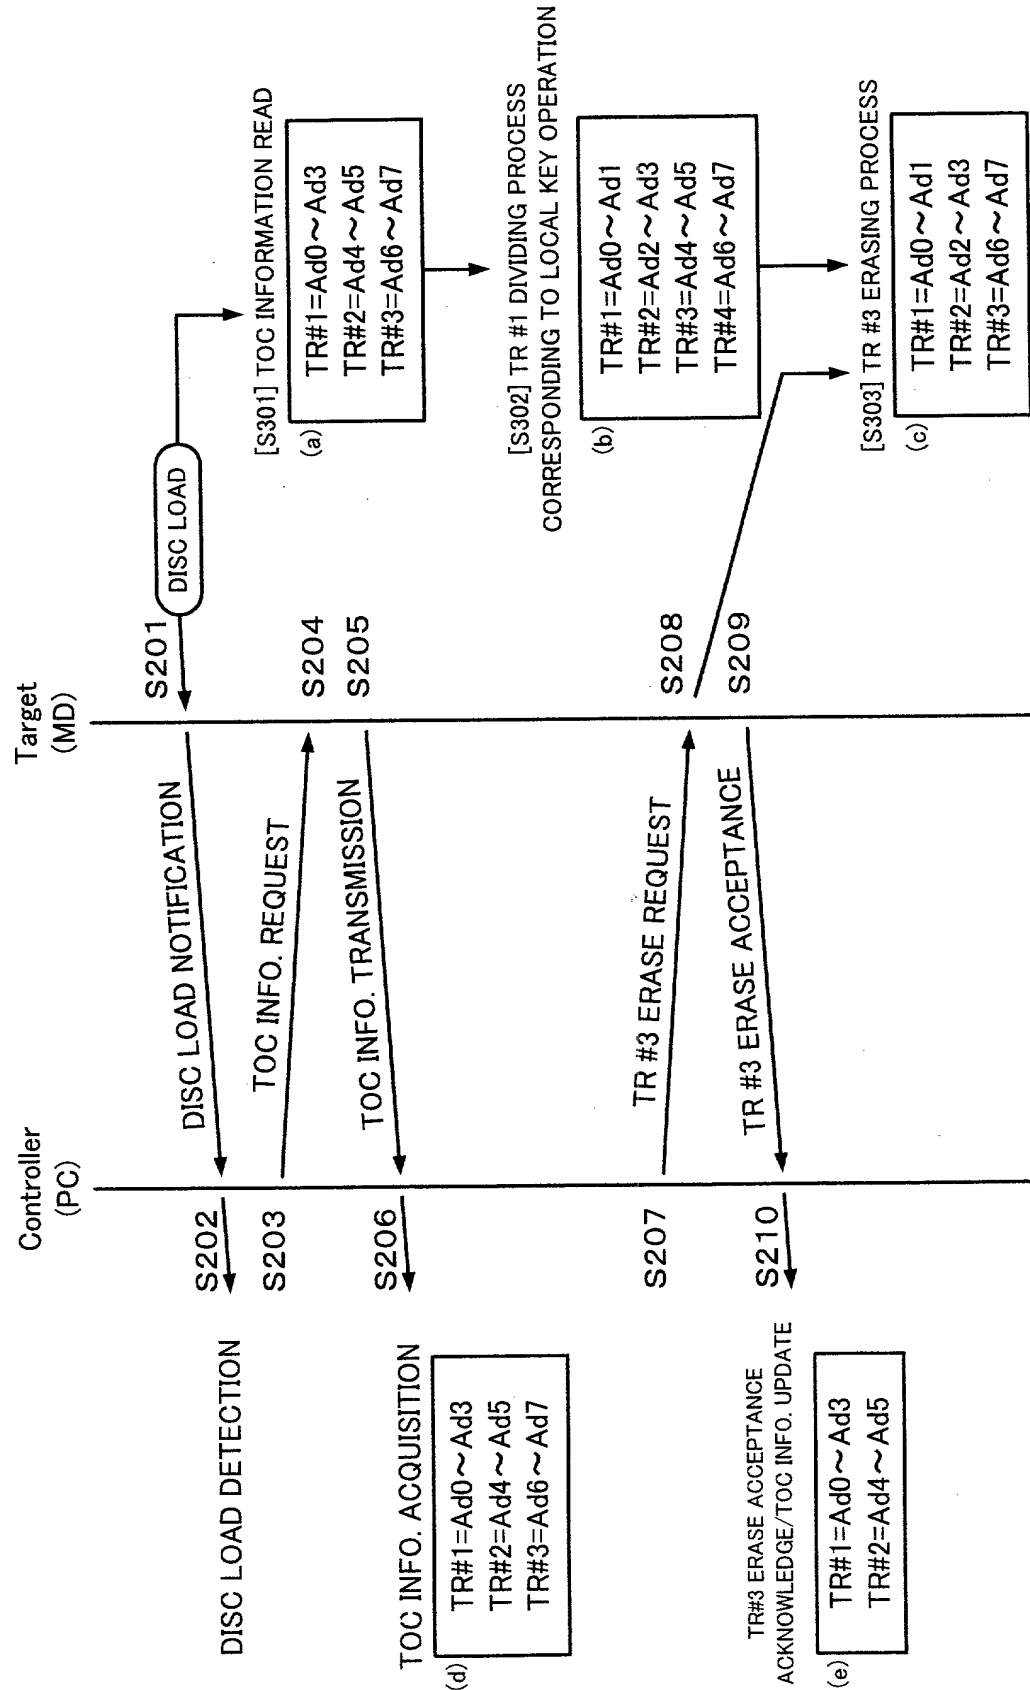 Controller
(PC)
Target
(MD)
DISC LOAD
S201
DISC LOAD NOTIFICATION
S202
DISC LOAD DETECTION
[S301] TOC INFORMATION READ
(a)
TR#1=Ad0~Ad3
TR#2=Ad4~Ad5
TR#3=Ad6~Ad7
S203
TOC INFO. REQUEST
S204
S205
TOC INFO. TRANSMISSION
S206
TOC INFO. ACQUISITION
(d)
TR#1=Ad0~Ad3
TR#2=Ad4~Ad5
TR#3=Ad6~Ad7
[S302] TR #1 DIVIDING PROCESS
CORRESPONDING TO LOCAL KEY OPERATION
(b)
TR#1=Ad0~Ad1
TR#2=Ad2~Ad3
TR#3=Ad4~Ad5
TR#4=Ad6~Ad7
S207
TR #3 ERASE REQUEST
S208
S209
TR #3 ERASE ACCEPTANCE
S210
TR#3 ERASE ACCEPTANCE
ACKNOWLEDGE/TOC INFO. UPDATE
(e)
TR#1=Ad0~Ad3
TR#2=Ad4~Ad5
[S303] TR #3 ERASING PROCESS
(c)
TR#1=Ad0~Ad1
TR#2=Ad2~Ad3
TR#3=Ad6~Ad7